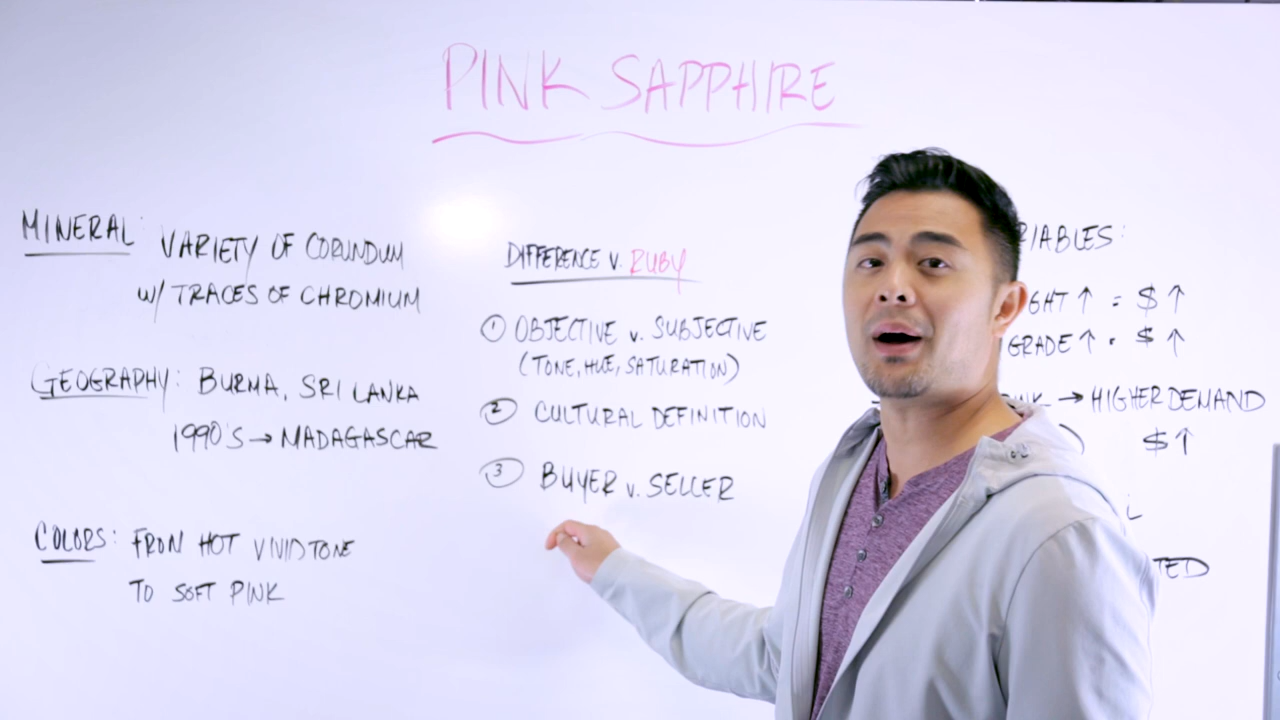 PINK SAPPHIRE
MINERAL: VARIETY OF CORUNDUM
W/ TRACES OF CHROMIUM
GEOGRAPHY: BURMA, SRI LANKA
1990'S → MADAGASCAR
COLORS: FROM HOT VIVID TONE
TO SOFT PINK
DIFFERENCE V. RUBY
① OBJECTIVE V. SUBJECTIVE
(TONE, HUE, SATURATION)
② CULTURAL DEFINITION
③ BUYER V. SELLER
RIABLES:
GHT ↑ = $ ↑
GRADE ↑ = $ ↑
NK → HIGHER DEMAND
) $ ↑
L
TED